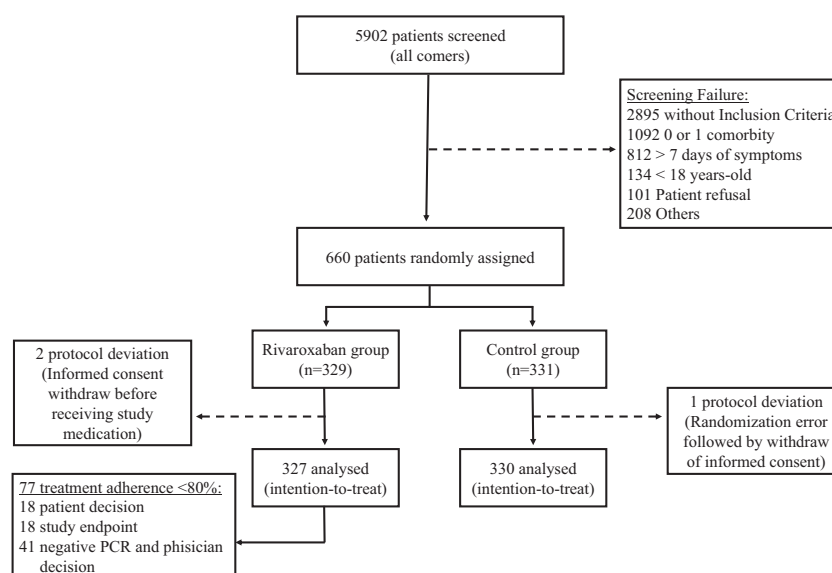 5902 patients screened
(all comers)
Screening Failure:
2895 without Inclusion Criteria
1092 0 or 1 comorbity
812 > 7 days of symptoms
134 < 18 years-old
101 Patient refusal
208 Others
660 patients randomly assigned
Rivaroxaban group
(n=329)
Control group
(n=331)
2 protocol deviation
(Informed consent
withdraw before
receiving study
medication)
1 protocol deviation
(Randomization error
followed by withdraw
of informed consent)
327 analysed
(intention-to-treat)
330 analysed
(intention-to-treat)
77 treatment adherence <80%:
18 patient decision
18 study endpoint
41 negative PCR and phisician
decision